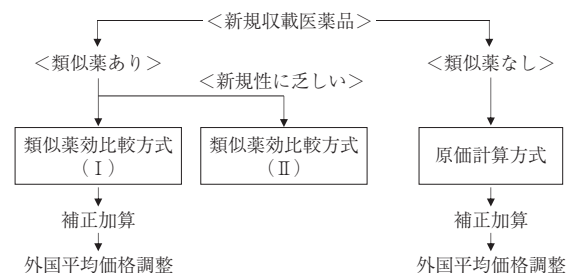 ＜新規収載医薬品＞
＜類似薬あり＞
＜類似薬なし＞
＜新規性に乏しい＞
類似薬効比較方式
（Ⅰ）
類似薬効比較方式
（Ⅱ）
原価計算方式
補正加算
補正加算
外国平均価格調整
外国平均価格調整